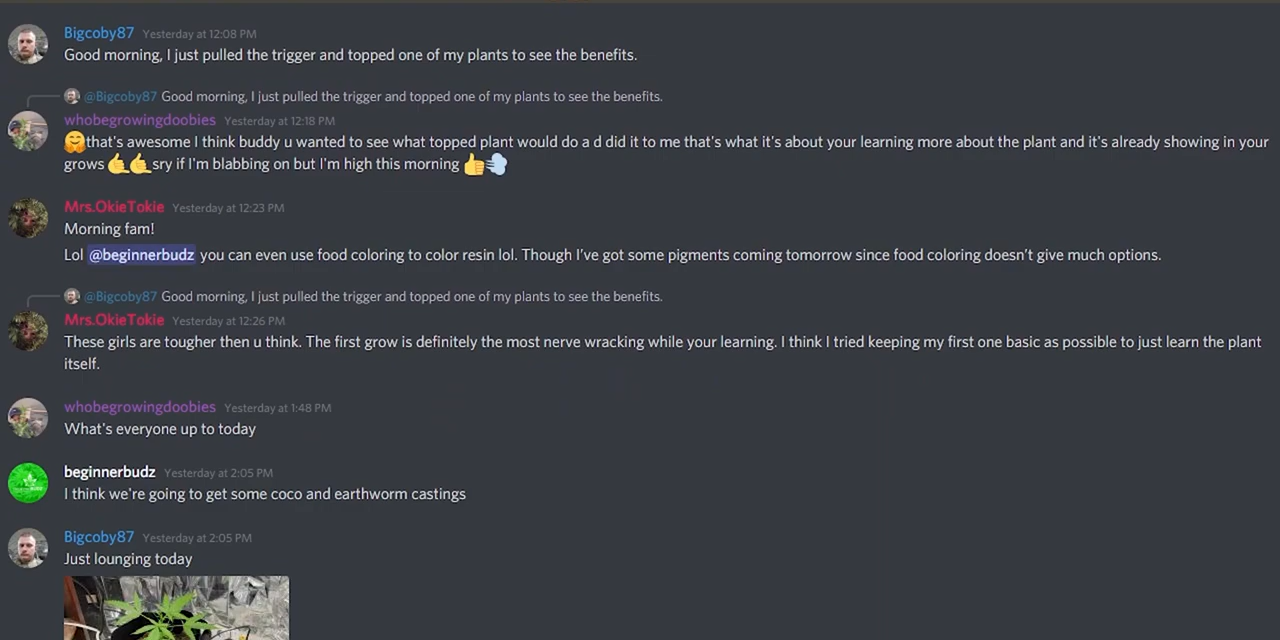 Bigcoby87 Yesterday at 12:08 PM
Good morning, I just pulled the trigger and topped one of my plants to see the benefits.
@Bigcoby87 Good morning, I just pulled the trigger and topped one of my plants to see the benefits.
whobegrowingdoobies Yesterday at 12:18 PM
🤗that's awesome I think buddy u wanted to see what topped plant would do a d did it to me that's what it's about your learning more about the plant and it's already showing in your
grows 🤙🤙sry if I'm blabbing on but I'm high this morning 👍💨
Mrs.OkieTokie Yesterday at 12:23 PM
Morning fam!
Lol @beginnerbudz you can even use food coloring to color resin lol. Though I've got some pigments coming tomorrow since food coloring doesn't give much options.
@Bigcoby87 Good morning, I just pulled the trigger and topped one of my plants to see the benefits.
Mrs.OkieTokie Yesterday at 12:26 PM
These girls are tougher then u think. The first grow is definitely the most nerve wracking while your learning. I think I tried keeping my first one basic as possible to just learn the plant
itself.
whobegrowingdoobies Yesterday at 1:48 PM
What's everyone up to today
beginnerbudz Yesterday at 2:05 PM
I think we're going to get some coco and earthworm castings
Bigcoby87 Yesterday at 2:05 PM
Just lounging today